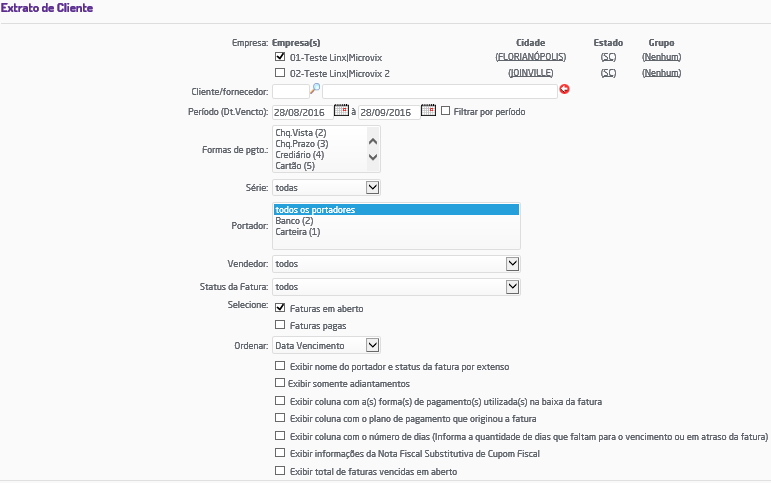 Extrato de Cliente
Empresa: Empresa(s) Cidade Estado Grupo
01-Teste Linx|Microvix (FLORIANÓPOLIS) (SC) (Nenhum)
02-Teste Linx|Microvix 2 (JOINVILLE) (SC) (Nenhum)
Cliente/fornecedor:
Período (Dt.Vencto): 28/08/2016 à 28/09/2016 Filtrar por período
Formas de pgto.: Chq.Vista (2)
Chq.Prazo (3)
Crediário (4)
Cartão (5)
Série: todas
Portador: todos os portadores
Banco (2)
Carteira (1)
Vendedor: todos
Status da Fatura: todos
Selecione: Faturas em aberto
Faturas pagas
Ordenar: Data Vencimento
Exibir nome do portador e status da fatura por extenso
Exibir somente adiantamentos
Exibir coluna com a(s) forma(s) de pagamento(s) utilizada(s) na baixa da fatura
Exibir coluna com o plano de pagamento que originou a fatura
Exibir coluna com o número de dias (Informa a quantidade de dias que faltam para o vencimento ou em atraso da fatura)
Exibir informações da Nota Fiscal Substitutiva de Cupom Fiscal
Exibir total de faturas vencidas em aberto